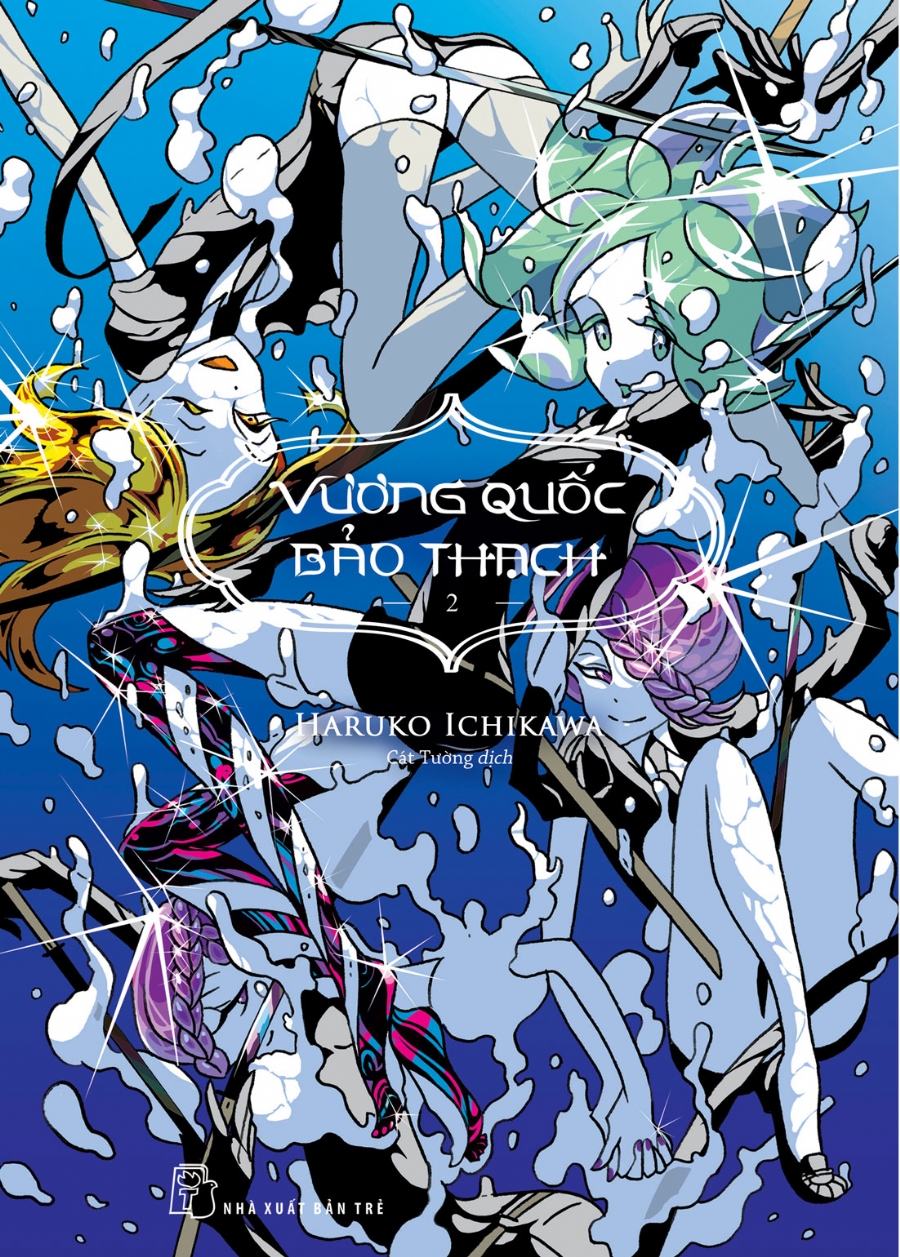 VƯƠNG QUỐC
BẢO THẠCH
2
HARUKO ICHIKAWA
Cát Tường dịch
NHÀ XUẤT BẢN TRẺ